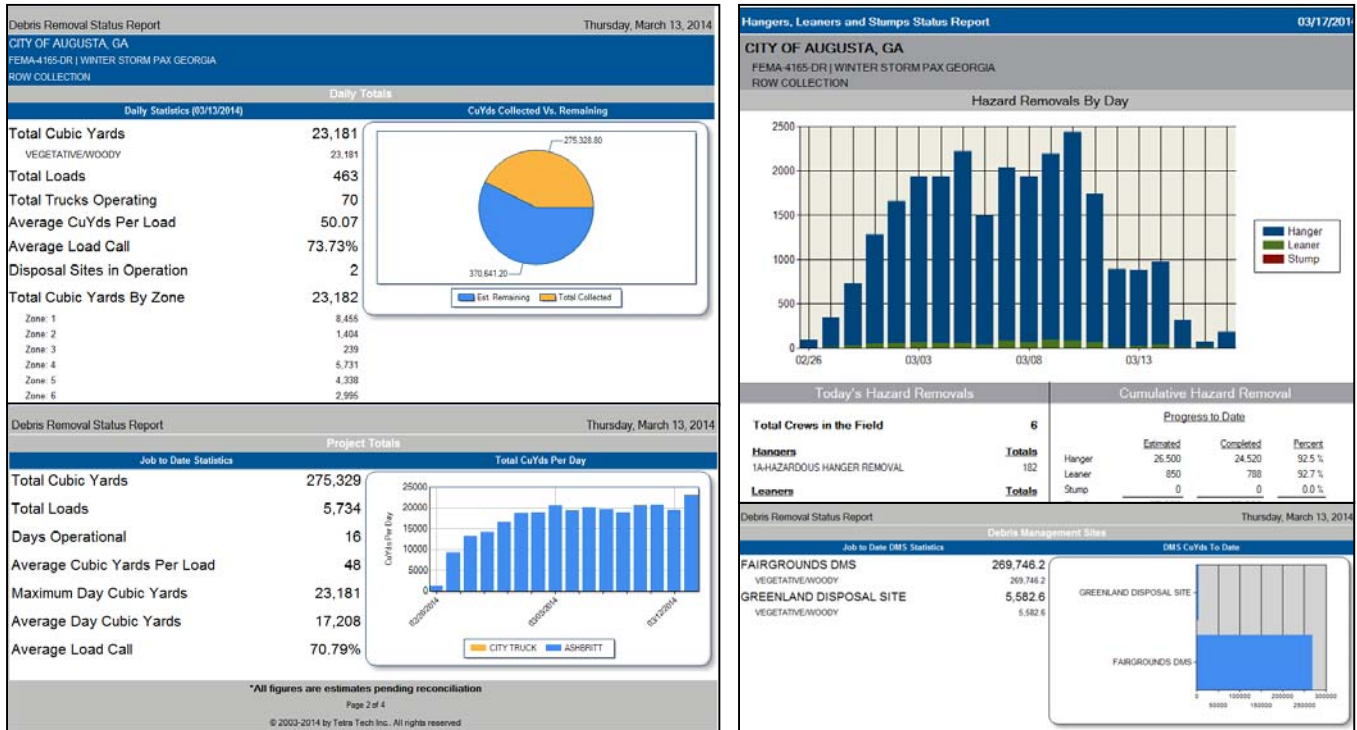 Debris Removal Status Report Thursday, March 13, 2014
CITY OF AUGUSTA, GA
FEMA-4165-DR | WINTER STORM PAX GEORGIA
ROW COLLECTION
Daily Totals
Daily Statistics (03/13/2014) CuYds Collected Vs. Remaining
Total Cubic Yards 23,181
VEGETATIVE/WOODY 23,181
Total Loads 463
Total Trucks Operating 70
Average CuYds Per Load 50.07
Average Load Call 73.73%
Disposal Sites in Operation 2
Total Cubic Yards By Zone 23,182
Zone: 1 8,455
Zone: 2 1,404
Zone: 3 239
Zone: 4 5,731
Zone: 5 4,338
Zone: 6 2,995
275,328.80
370,641.20
Est. Remaining Total Collected
Debris Removal Status Report Thursday, March 13, 2014
Project Totals
Job to Date Statistics Total CuYds Per Day
Total Cubic Yards 275,329
Total Loads 5,734
Days Operational 16
Average Cubic Yards Per Load 48
Maximum Day Cubic Yards 23,181
Average Day Cubic Yards 17,208
Average Load Call 70.79%
CuYds Per Day
25000
20000
15000
10000
5000
0
02/26/2014 03/05/2014 03/12/2014
CITY TRUCK ASHBRITT
*All figures are estimates pending reconciliation
Page 2 of 4
© 2003-2014 by Tetra Tech Inc.. All rights reserved
Hangers, Leaners and Stumps Status Report 03/17/201
CITY OF AUGUSTA, GA
FEMA-4165-DR | WINTER STORM PAX GEORGIA
ROW COLLECTION
Hazard Removals By Day
2500
2000
1500
1000
500
0
02/26 03/03 03/08 03/13
Hanger
Leaner
Stump
Today's Hazard Removals
Total Crews in the Field 6
Hangers Totals
1A-HAZARDOUS HANGER REMOVAL 182
Leaners Totals
Cumulative Hazard Removal
Progress to Date
Estimated Completed Percent
Hanger 26,500 24,520 92.5 %
Leaner 850 788 92.7 %
Stump 0 0 0.0 %
Debris Removal Status Report Thursday, March 13, 2014
Debris Management Sites
Job to Date DMS Statistics DMS CuYds To Date
FAIRGROUNDS DMS 269,746.2
VEGETATIVE/WOODY 269,746.2
GREENLAND DISPOSAL SITE 5,582.6
VEGETATIVE/WOODY 5,582.6
GREENLAND DISPOSAL SITE
FAIRGROUNDS DMS
0 100000 200000 300000
50000 150000 250000